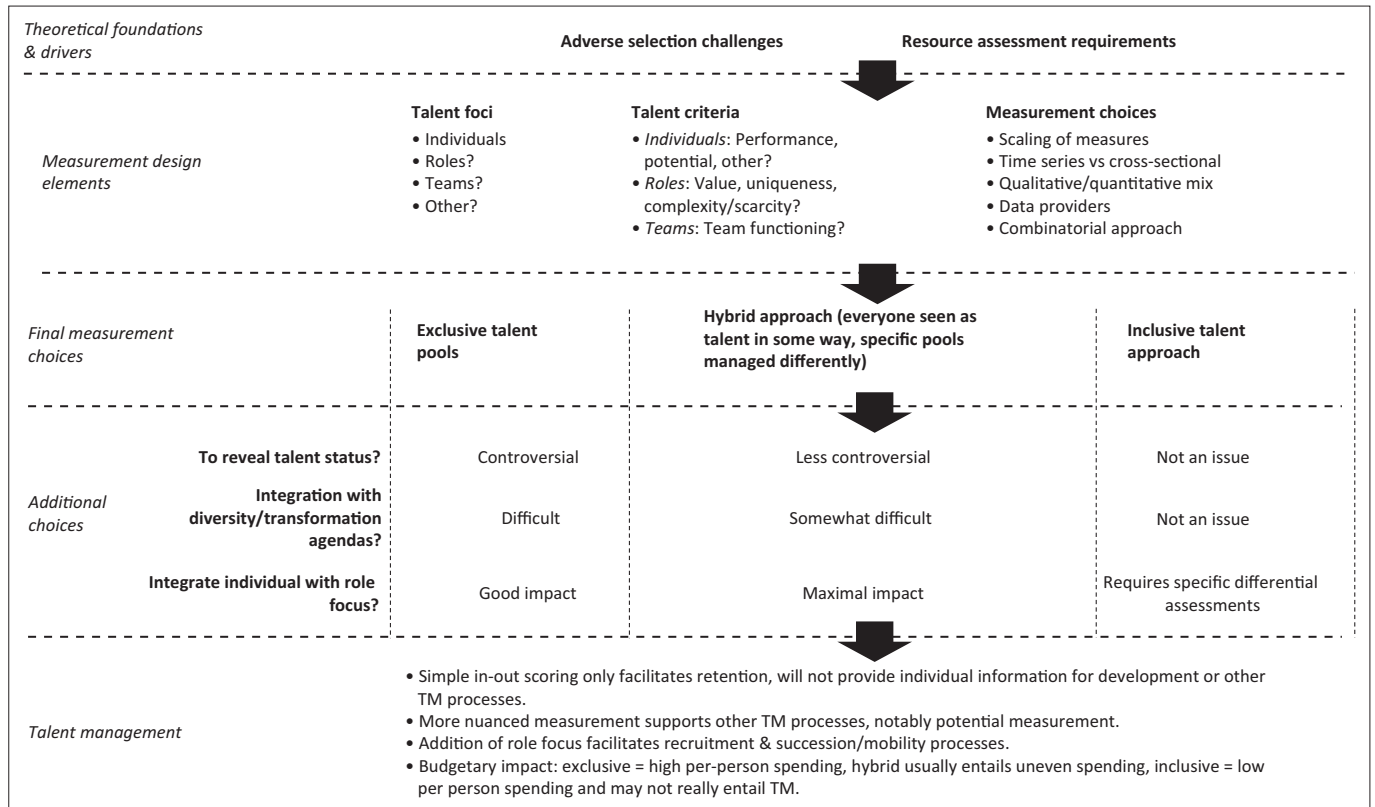 Theoretical foundations
& drivers
Adverse selection challenges
Resource assessment requirements
Measurement design
elements
Talent foci
• Individuals
• Roles?
• Teams?
• Other?
Talent criteria
• Individuals: Performance,
potential, other?
• Roles: Value, uniqueness,
complexity/scarcity?
• Teams: Team functioning?
Measurement choices
• Scaling of measures
• Time series vs cross-sectional
• Qualitative/quantitative mix
• Data providers
• Combinatorial approach
Final measurement
choices
Exclusive talent
pools
Hybrid approach (everyone seen as
talent in some way, specific pools
managed differently)
Inclusive talent
approach
Additional
choices
To reveal talent status?
Controversial
Less controversial
Not an issue
Integration with
diversity/transformation
agendas?
Difficult
Somewhat difficult
Not an issue
Integrate individual with role
focus?
Good impact
Maximal impact
Requires specific differential
assessments
Talent management
• Simple in-out scoring only facilitates retention, will not provide individual information for development or other
TM processes.
• More nuanced measurement supports other TM processes, notably potential measurement.
• Addition of role focus facilitates recruitment & succession/mobility processes.
• Budgetary impact: exclusive = high per-person spending, hybrid usually entails uneven spending, inclusive = low
per person spending and may not really entail TM.